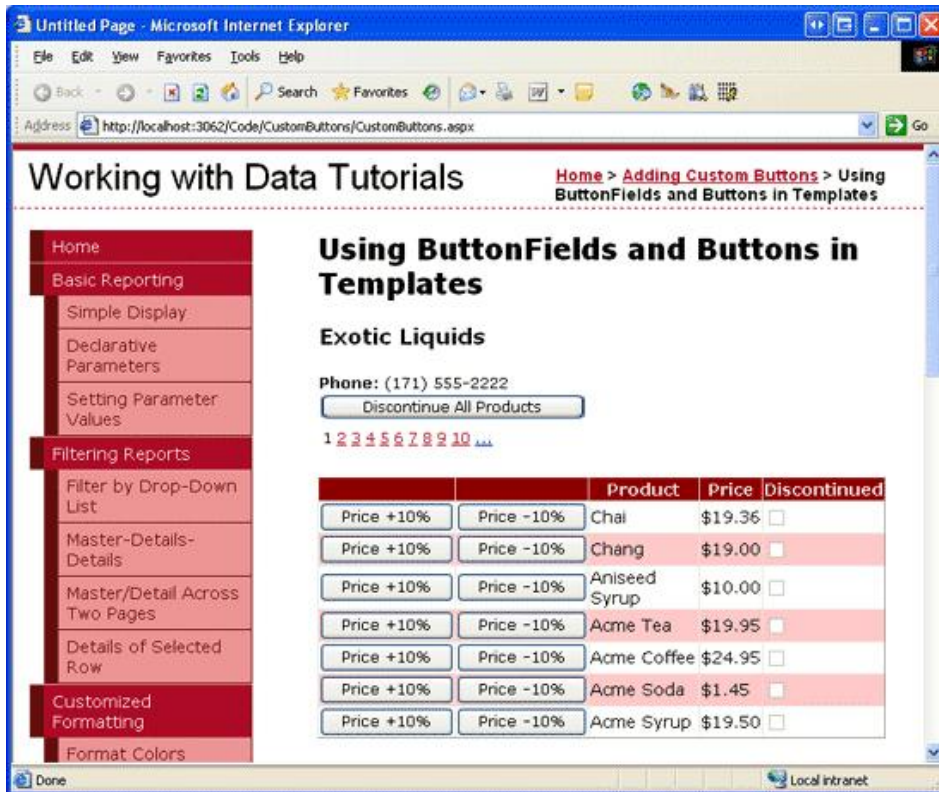 Untitled Page - Microsoft Internet Explorer
File Edit View Favorites Tools Help
Back Search Favorites
Address http://localhost:3062/Code/CustomButtons/CustomButtons.aspx Go
Working with Data Tutorials
Home > Adding Custom Buttons > Using
ButtonFields and Buttons in Templates
Home
Basic Reporting
Simple Display
Declarative
Parameters
Setting Parameter
Values
Filtering Reports
Filter by Drop-Down
List
Master-Details-
Details
Master/Detail Across
Two Pages
Details of Selected
Row
Customized
Formatting
Format Colors
Using ButtonFields and Buttons in
Templates
Exotic Liquids
Phone: (171) 555-2222
Discontinue All Products
1 2 3 4 5 6 7 8 9 10 ...
Product Price Discontinued
Price +10% Price -10% Chai $19.36
Price +10% Price -10% Chang $19.00
Price +10% Price -10% Aniseed
Syrup $10.00
Price +10% Price -10% Acme Tea $19.95
Price +10% Price -10% Acme Coffee $24.95
Price +10% Price -10% Acme Soda $1.45
Price +10% Price -10% Acme Syrup $19.50
Done Local intranet